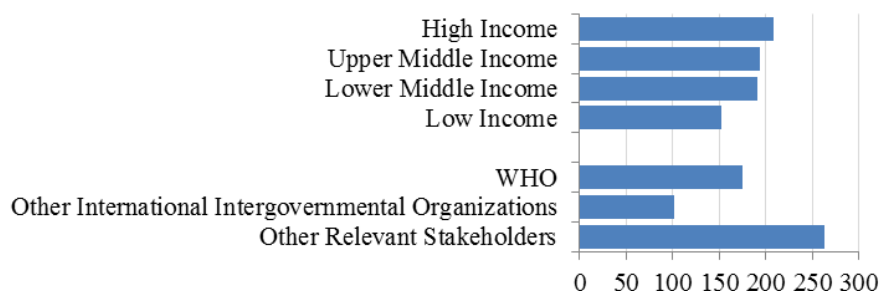 High Income
Upper Middle Income
Lower Middle Income
Low Income
WHO
Other International Intergovernmental Organizations
Other Relevant Stakeholders
0 50 100 150 200 250 300